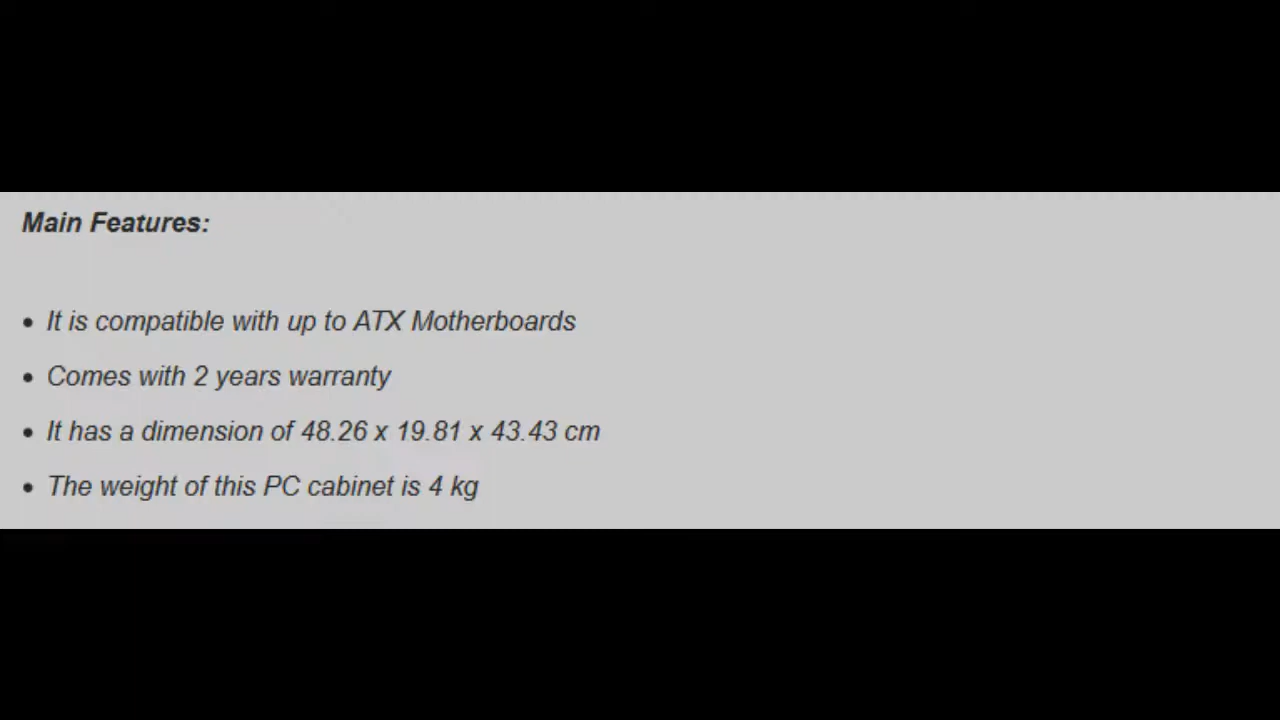 Main Features:
• It is compatible with up to ATX Motherboards
• Comes with 2 years warranty
• It has a dimension of 48.26 x 19.81 x 43.43 cm
• The weight of this PC cabinet is 4 kg